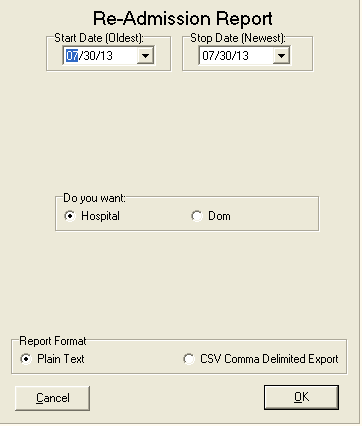 Re-Admission Report
Start Date (Oldest): Stop Date (Newest):
07/30/13 07/30/13
Do you want:
Hospital Dom
Report Format
Plain Text CSV Comma Delimited Export
Cancel OK